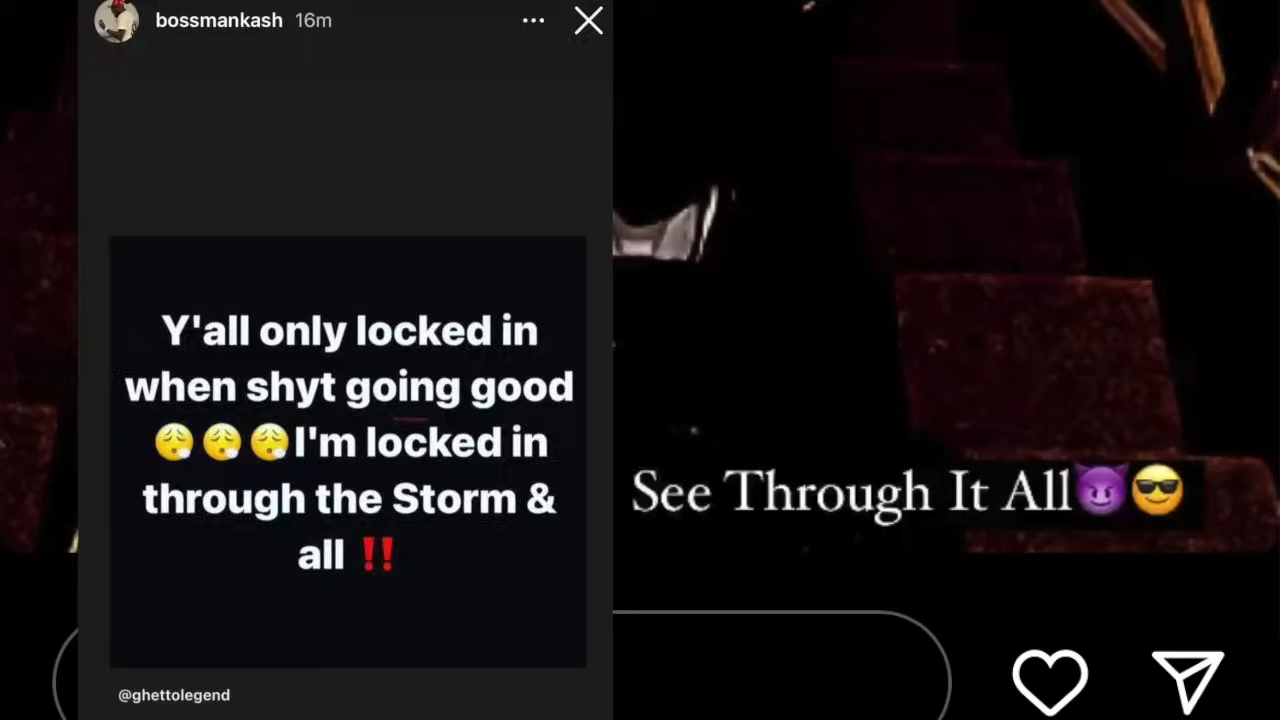 bossmankash 16m
Y'all only locked in
when shyt going good
😮‍💨😮‍💨😮‍💨I'm locked in
through the Storm &
all ‼️
@ghettolegend
See Through It All😈😎